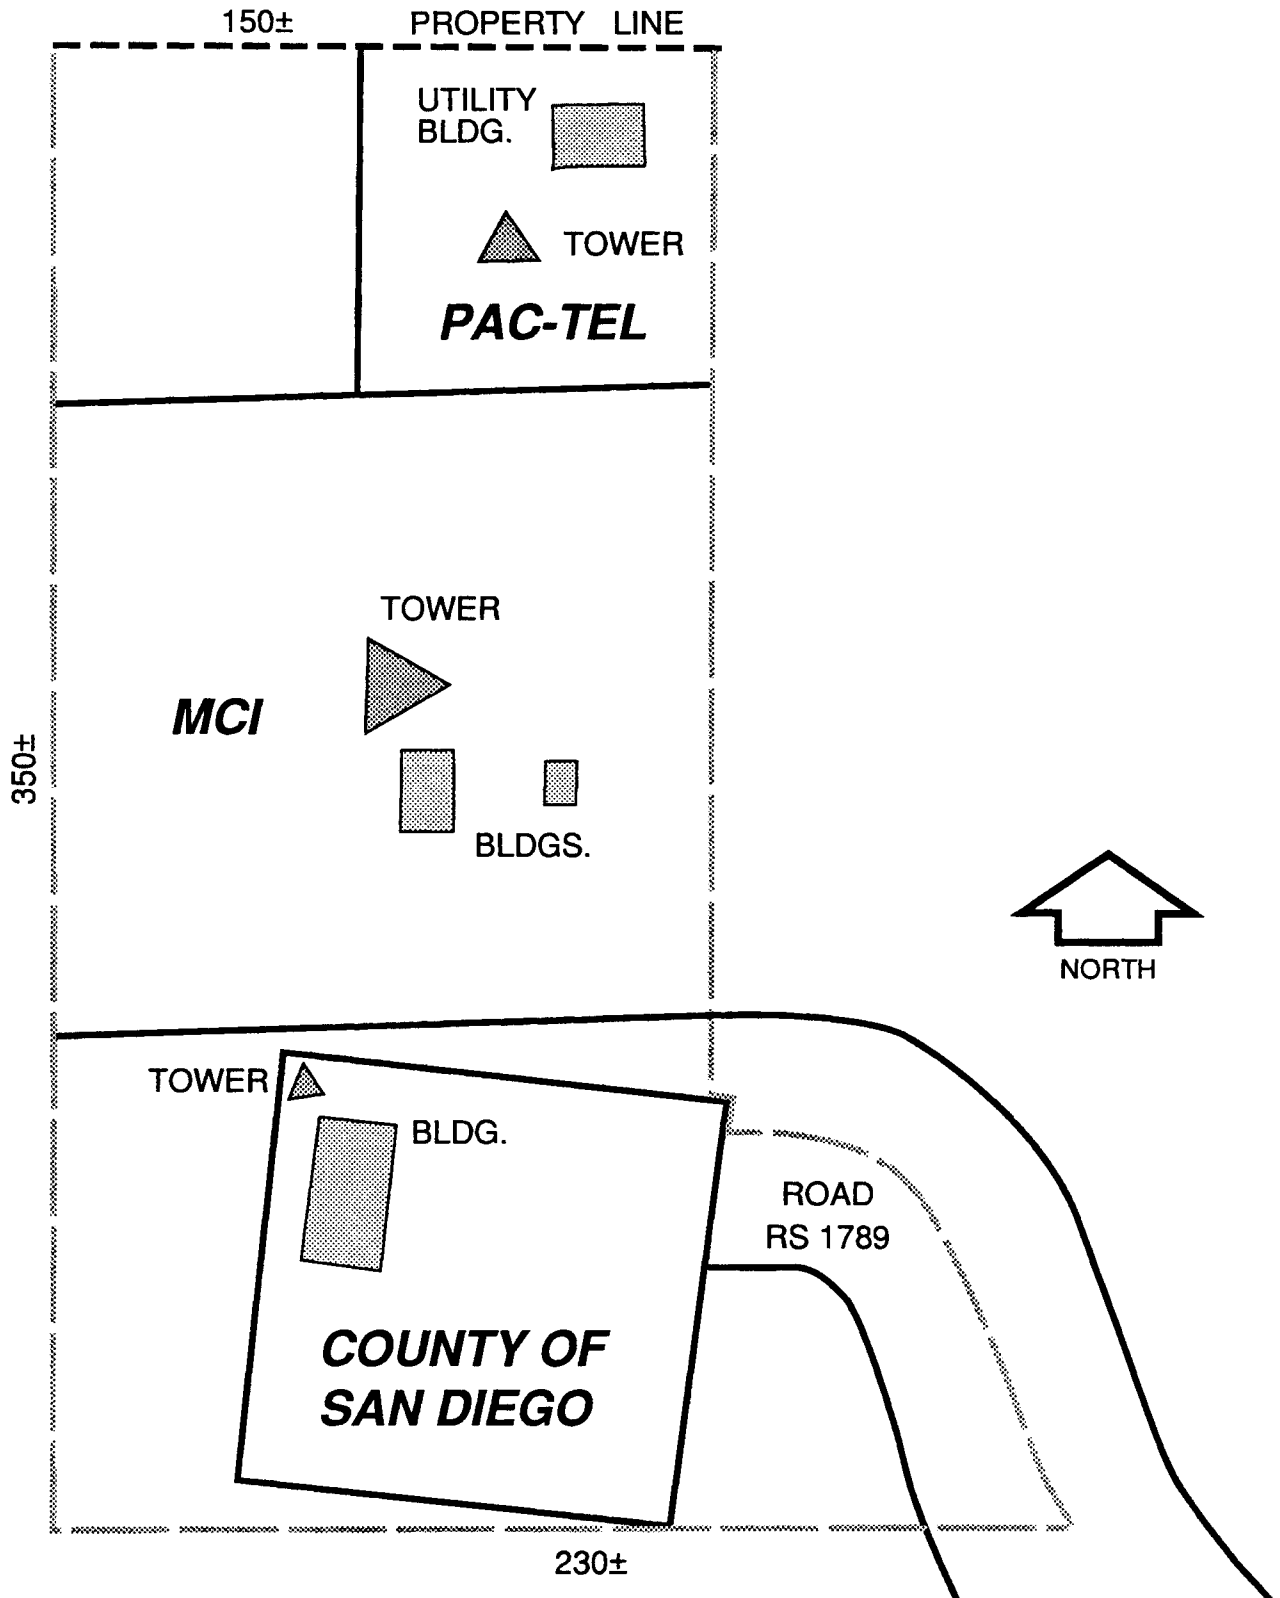 150± PROPERTY LINE
UTILITY
BLDG.
TOWER
PAC-TEL
TOWER
MCI
350±
BLDGS.
NORTH
TOWER
BLDG.
ROAD
RS 1789
COUNTY OF
SAN DIEGO
230±